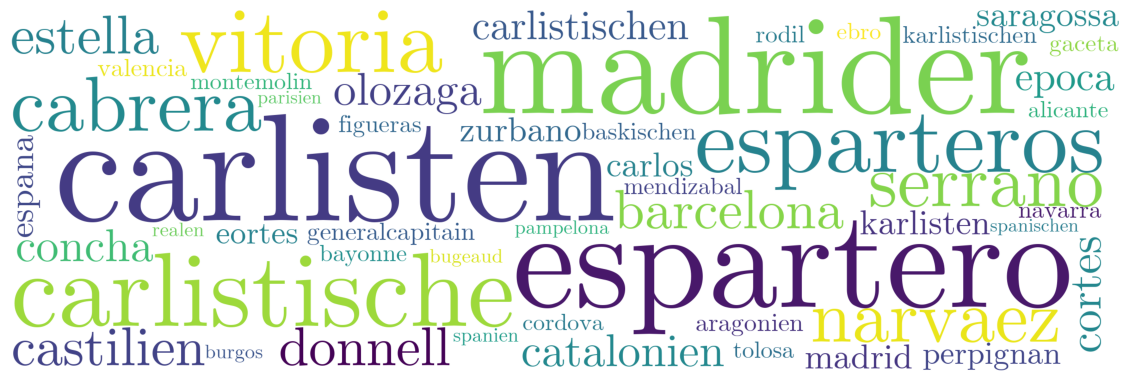 estella vitoria carlistischen madrider rodil ebro karlistischen saragossa gaceta
valencia montemolin parisien olozaga epoca alicante
cabrera figueras zurbano baskischen esparteros
espana carlisten carlos mendizabal serrano
concha realen eortes generalcapitain pampelona barcelona karlisten navarra spanischen
carlistische bayonne bugeaud espartero cortes
castilien burgos donnell spanien cordova catalonien aragonien tolosa narvaez madrid perpignan